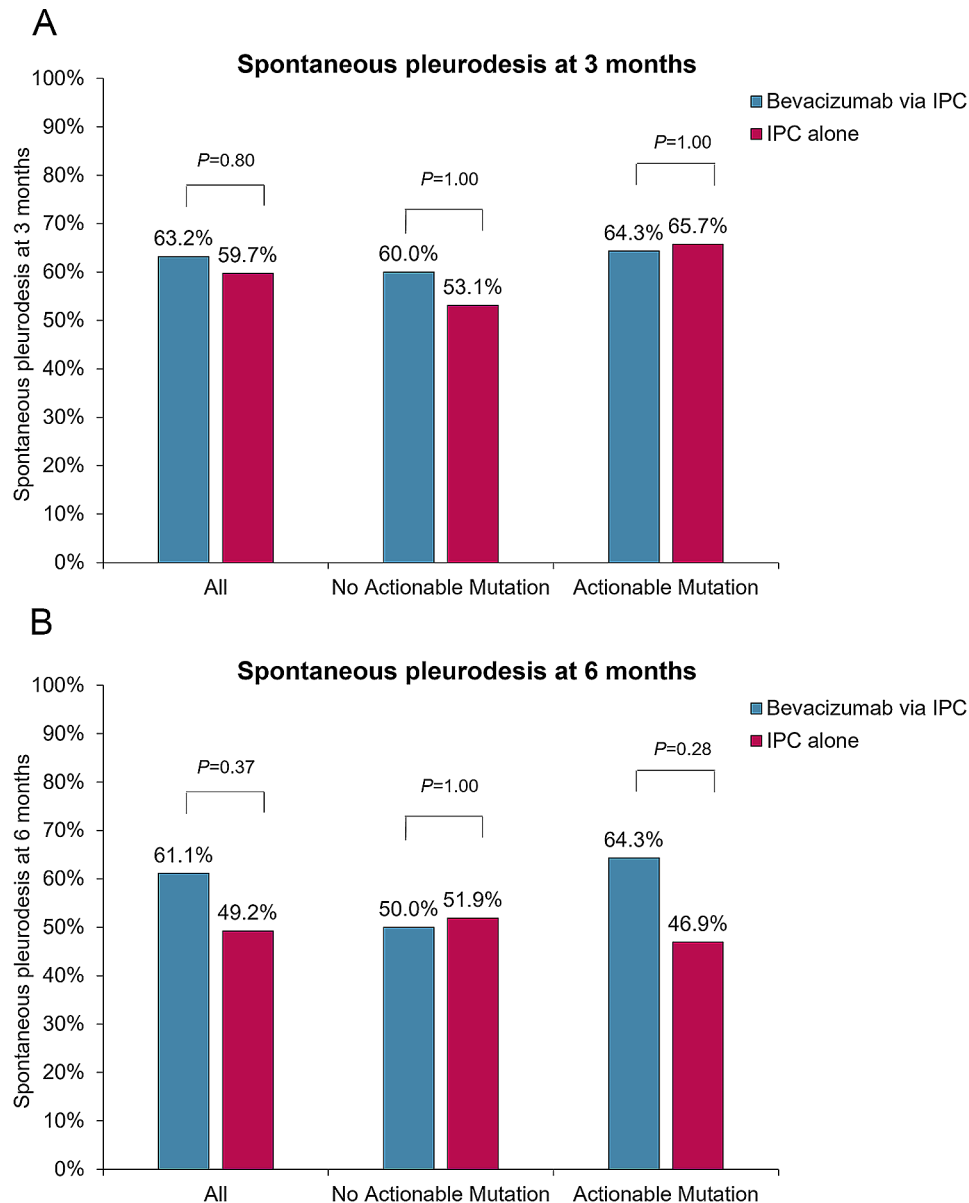 A
Spontaneous pleurodesis at 3 months
Spontaneous pleurodesis at 3 months
100%
90%
80%
70%
60%
50%
40%
30%
20%
10%
0%
Bevacizumab via IPC
IPC alone
P=0.80
P=1.00
P=1.00
63.2%
59.7%
60.0%
53.1%
64.3%
65.7%
All
No Actionable Mutation
Actionable Mutation
B
Spontaneous pleurodesis at 6 months
Spontaneous pleurodesis at 6 months
100%
90%
80%
70%
60%
50%
40%
30%
20%
10%
0%
Bevacizumab via IPC
IPC alone
P=0.37
P=1.00
P=0.28
61.1%
49.2%
50.0%
51.9%
64.3%
46.9%
All
No Actionable Mutation
Actionable Mutation